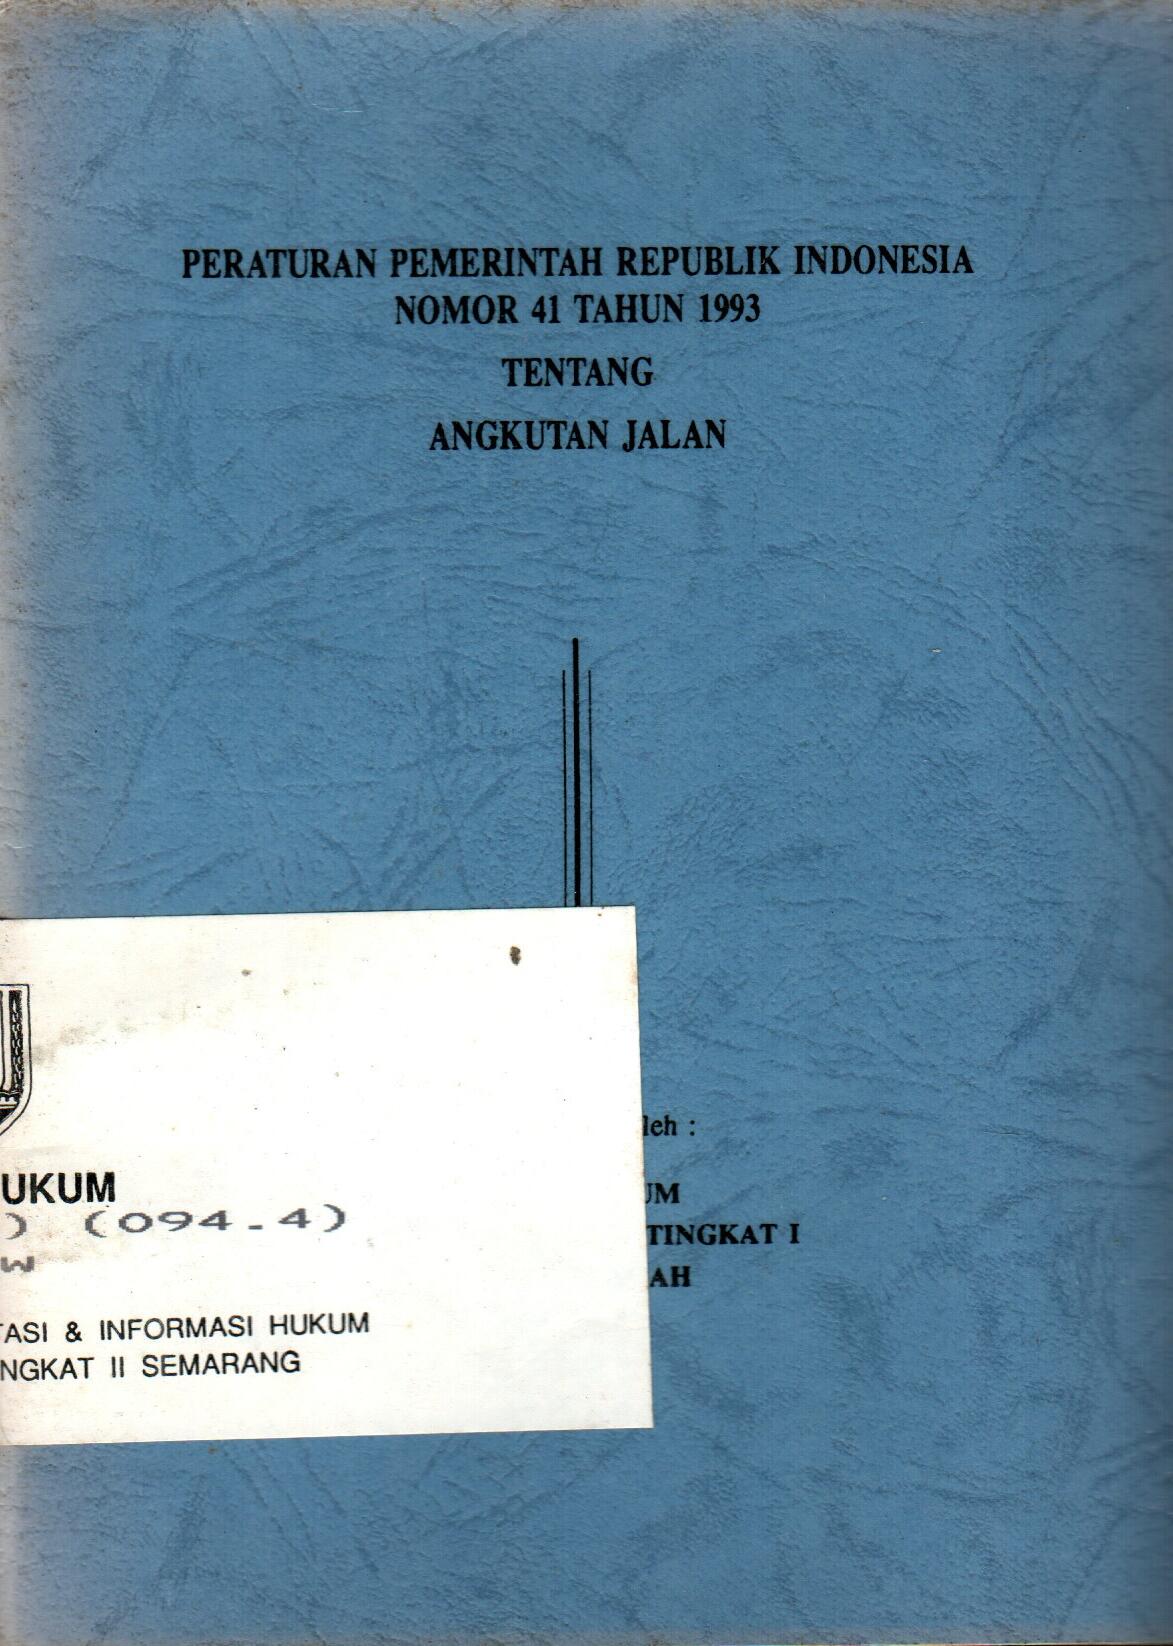 PERATURAN PEMERINTAH REPUBLIK INDONESIA
NOMOR 41 TAHUN 1993
TENTANG
ANGKUTAN JALAN
leh :
UM
TINGKAT I
AH
UKUM
) (094.4)
W
TASI & INFORMASI HUKUM
NGKAT II SEMARANG